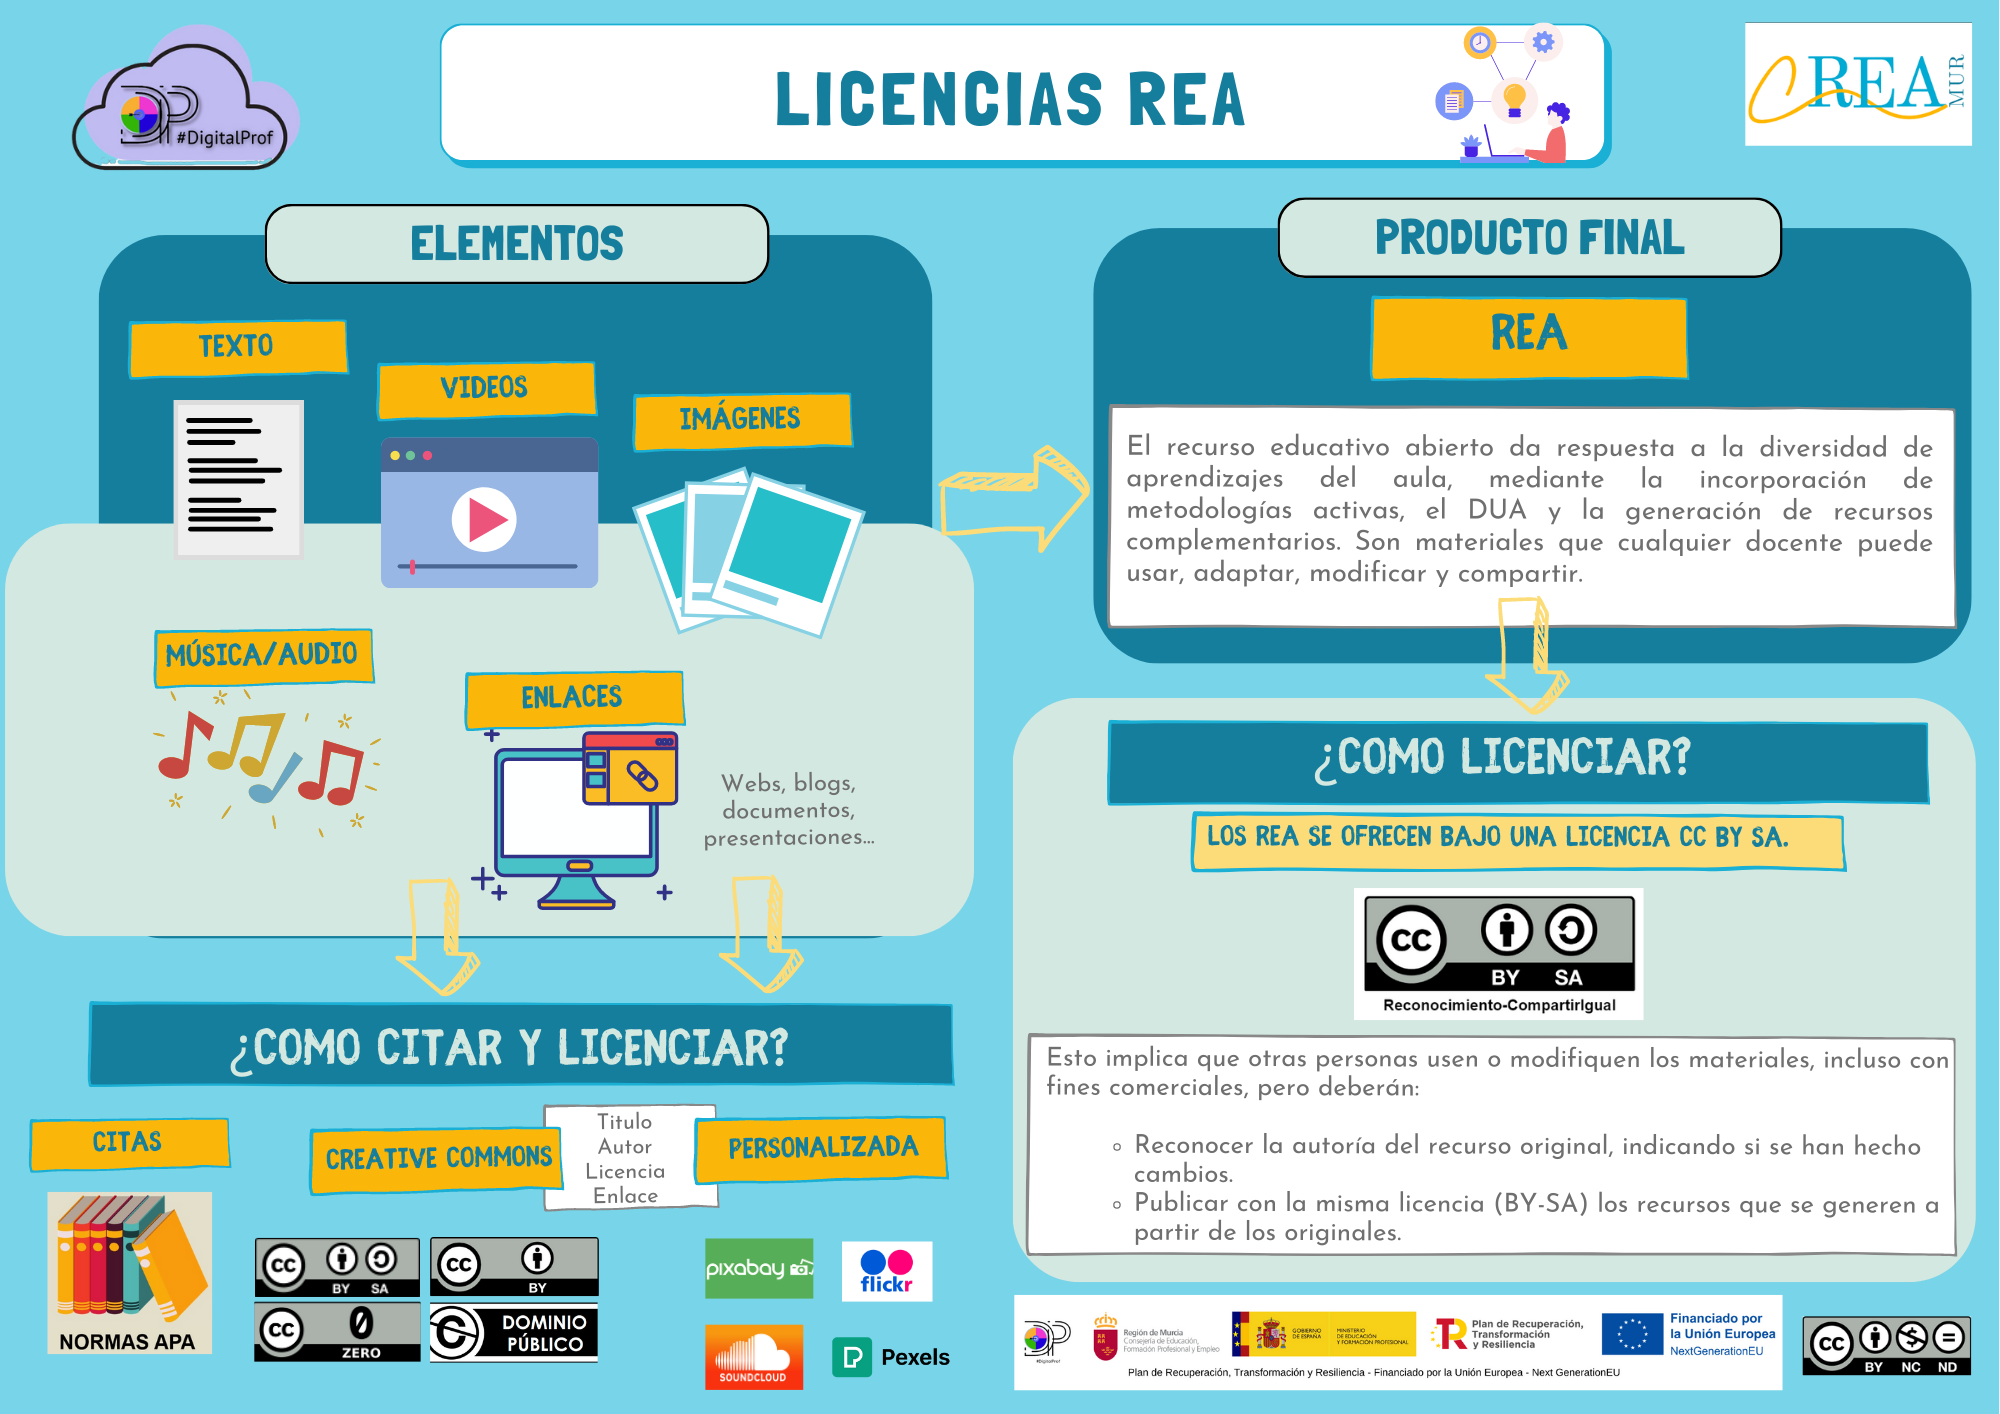 #DigitalProf
LICENCIAS REA
CREA
MUR
ELEMENTOS
TEXTO
VIDEOS
IMÁGENES
MÚSICA/AUDIO
ENLACES
Webs, blogs,
documentos,
presentaciones...
¿COMO CITAR Y LICENCIAR?
CITAS
NORMAS APA
CREATIVE COMMONS
Titulo
Autor
Licencia
Enlace
PERSONALIZADA
CC
BY SA
CC
BY
CC
0
ZERO
C
DOMINIO
PÚBLICO
pixabay
flickr
SOUNDCLOUD
P
Pexels
PRODUCTO FINAL
REA
El recurso educativo abierto da respuesta a la diversidad de
aprendizajes del aula, mediante la incorporación de
metodologías activas, el DUA y la generación de recursos
complementarios. Son materiales que cualquier docente puede
usar, adaptar, modificar y compartir.
¿COMO LICENCIAR?
LOS REA SE OFRECEN BAJO UNA LICENCIA CC BY SA.
CC
BY SA
Reconocimiento-CompartirIgual
Esto implica que otras personas usen o modifiquen los materiales, incluso con
fines comerciales, pero deberán:
Reconocer la autoría del recurso original, indicando si se han hecho
cambios.
Publicar con la misma licencia (BY-SA) los recursos que se generen a
partir de los originales.
#DigitalProf
Región de Murcia
Consejería de Educación,
Formación Profesional y Empleo
GOBIERNO
DE ESPAÑA
MINISTERIO
DE EDUCACIÓN
Y FORMACIÓN PROFESIONAL
Plan de Recuperación,
Transformación
y Resiliencia
Financiado por
la Unión Europea
NextGenerationEU
Plan de Recuperación, Transformación y Resiliencia - Financiado por la Unión Europea - Next GenerationEU
CC
BY NC ND